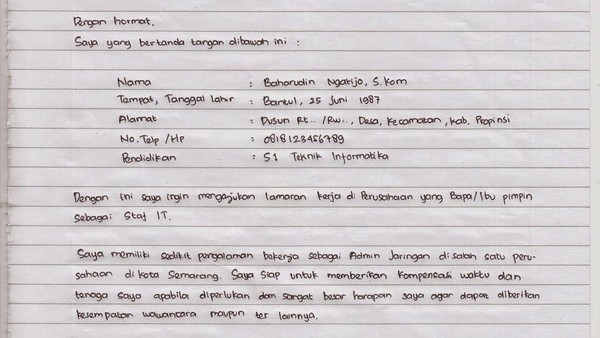 Dengan hormat.
Saya yang bertanda tangan dibawah ini :
Nama : Baharudin Ngatijo, S.Kom
Tempat, Tanggal lahir : Bantul, 25 Juni 1987
Alamat : Dusun Rt.. /Rw.., Desa, Kecamatan, Kab. Propinsi
No.Telp /Hp : 0818123456789
Pendidikan : S1 Teknik Informatika
Dengan ini saya ingin mengajukan lamaran kerja di Perusahaan yang Bapa/Ibu pimpin
sebagai Staf IT.
Saya memiliki sedikit pengalaman bekerja sebagai Admin Jaringan di salah satu peru-
sahaan di kota Semarang. Saya siap untuk memberikan kompensasi waktu dan
tenaga saya apabila diperlukan dan sangat besar harapan saya agar dapat diberikan
kesempatan wawancara maupun tes lainnya.